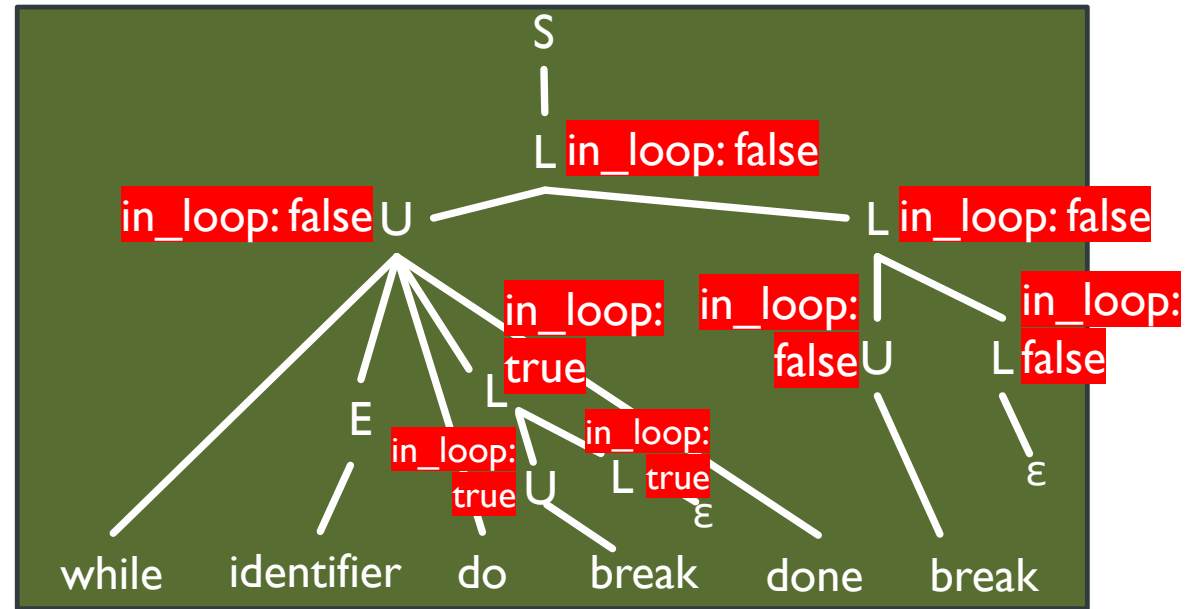 S
L in_loop: false
in_loop: false U
L in_loop: false
in_loop:
true
in_loop:
false U
in_loop:
L false
E
L
in_loop:
true U
in_loop:
L true
ε
ε
while identifier do break done break